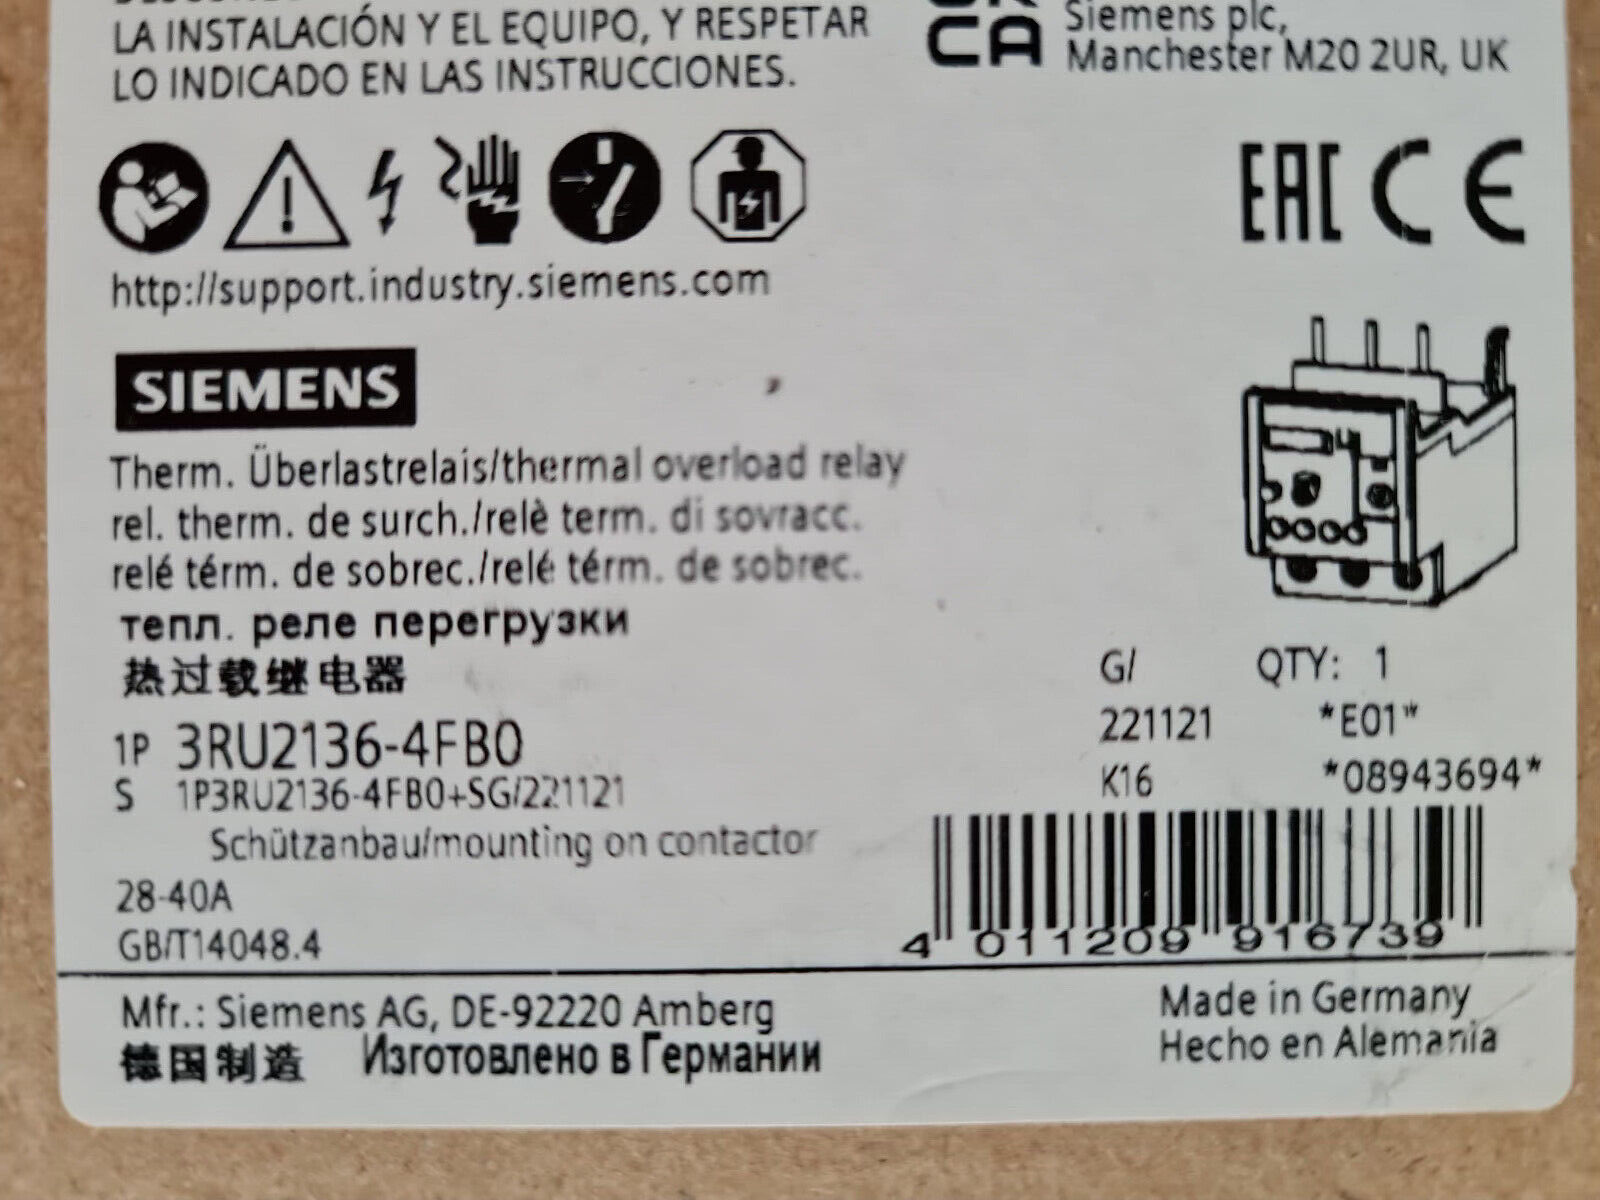 LA INSTALACIÓN Y EL EQUIPO, Y RESPETAR
LO INDICADO EN LAS INSTRUCCIONES.
CA
Siemens plc,
Manchester M20 2UR, UK
EAC CE
http://support.industry.siemens.com
SIEMENS
Therm. Überlastrelais/thermal overload relay
rel. therm. de surch./relè term. di sovracc.
relé térm. de sobrec./relé térm. de sobrec.
тепл. реле перегрузки
热过载继电器
G/ QTY: 1
221121 *E01*
K16 *08943694*
1P 3RU2136-4FB0
S 1P3RU2136-4FB0+SG/221121
Schützanbau/mounting on contactor
28-40A
GB/T14048.4
4 011209 916739
Mfr.: Siemens AG, DE-92220 Amberg
德国制造 Изготовлено в Германии
Made in Germany
Hecho en Alemania